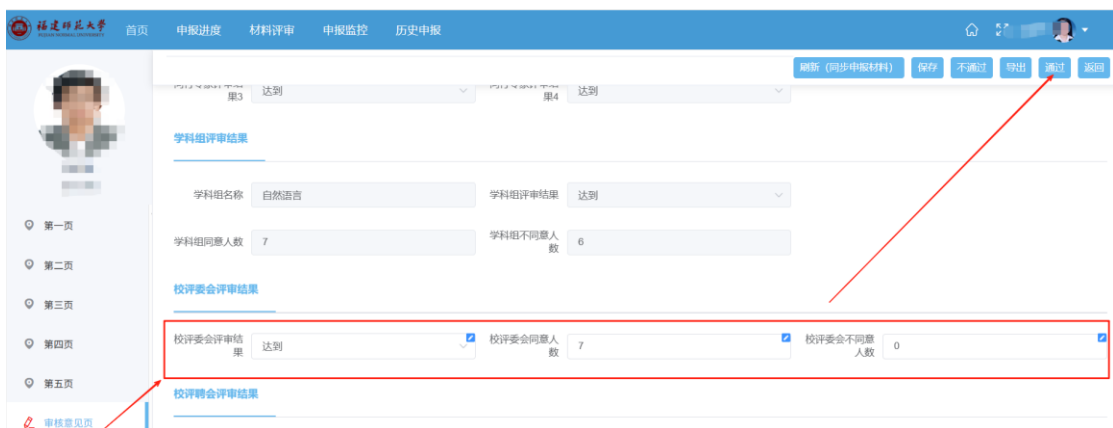 福建师范大学 首页 申报进度 材料评审 申报监控 历史申报
FUJIAN NORMAL UNIVERSITY
刷新（同步申报材料） 保存 不通过 导出 通过 返回
果3 达到 果4 达到
学科组评审结果
学科组名称 自然语言 学科组评审结果 达到
学科组同意人数 7 学科组不同意人数 6
校评委会评审结果
校评委会评审结果 达到 校评委会同意人数 7 校评委会不同意人数 0
校评聘会评审结果
第一页
第二页
第三页
第四页
第五页
审核意见页